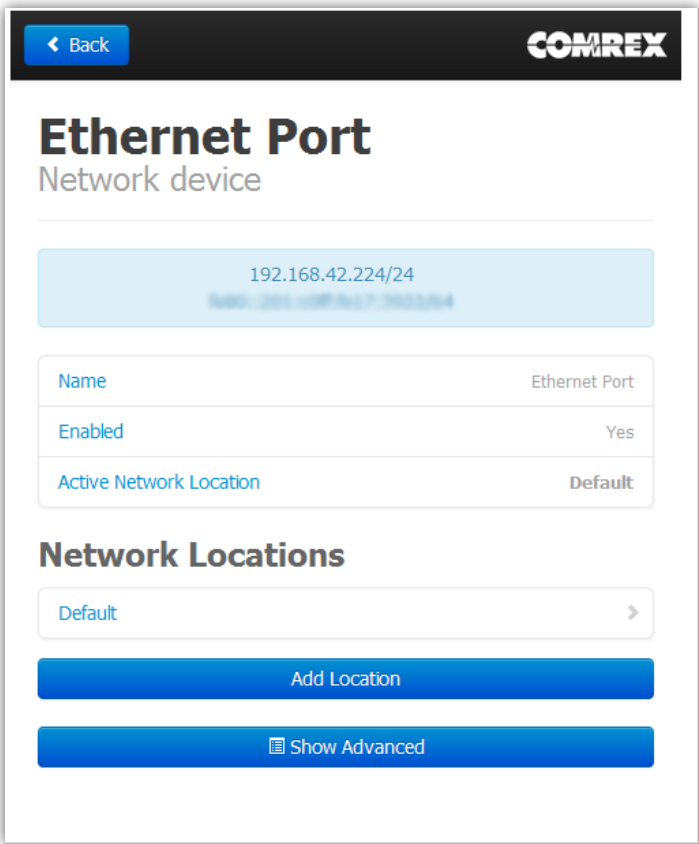 Back
COMREX
Ethernet Port
Network device
192.168.42.224/24
Name Ethernet Port
Enabled Yes
Active Network Location Default
Network Locations
Default
Add Location
Show Advanced